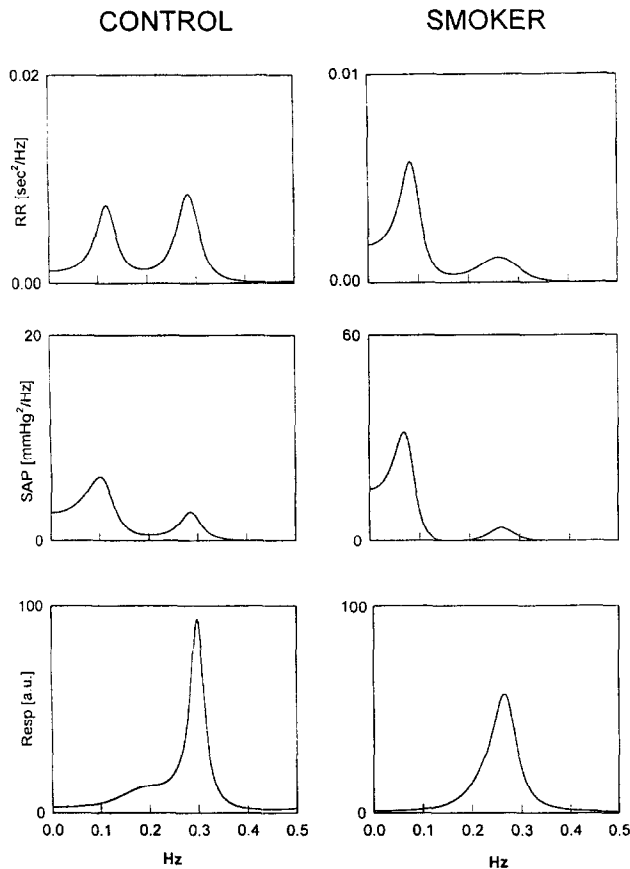 CONTROL SMOKER
0.02 0.01
RR [sec²/Hz]
0.00 0.00
20 60
SAP [mmHg²/Hz]
0 0
100 100
Resp [a.u.]
0 0
0.0 0.1 0.2 0.3 0.4 0.5 0.0 0.1 0.2 0.3 0.4 0.5
Hz Hz